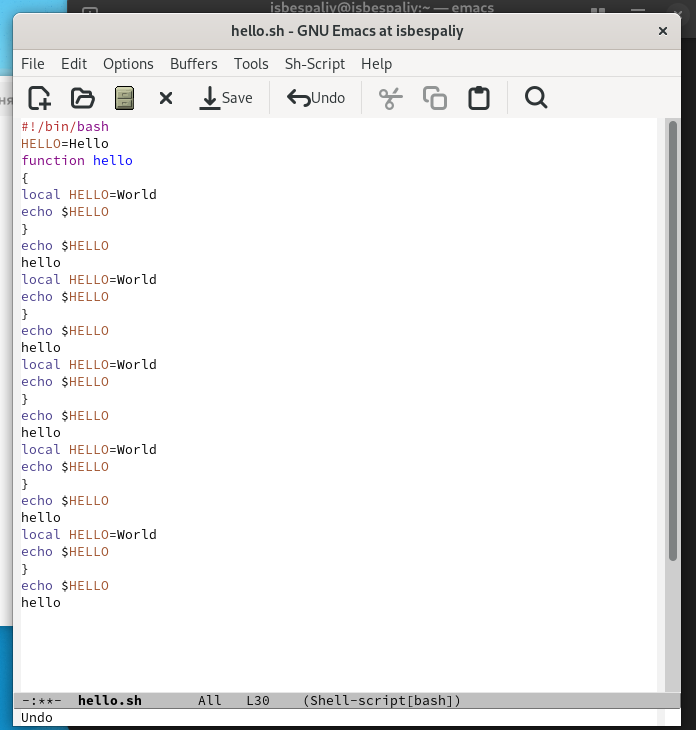 isbespaliy@isbespaliy:~ — emacs
hello.sh - GNU Emacs at isbespaliy
File Edit Options Buffers Tools Sh-Script Help
Save Undo
#!/bin/bash
HELLO=Hello
function hello
{
local HELLO=World
echo $HELLO
}
echo $HELLO
hello
local HELLO=World
echo $HELLO
}
echo $HELLO
hello
local HELLO=World
echo $HELLO
}
echo $HELLO
hello
local HELLO=World
echo $HELLO
}
echo $HELLO
hello
local HELLO=World
echo $HELLO
}
echo $HELLO
hello
-:**- hello.sh All L30 (Shell-script[bash])
Undo